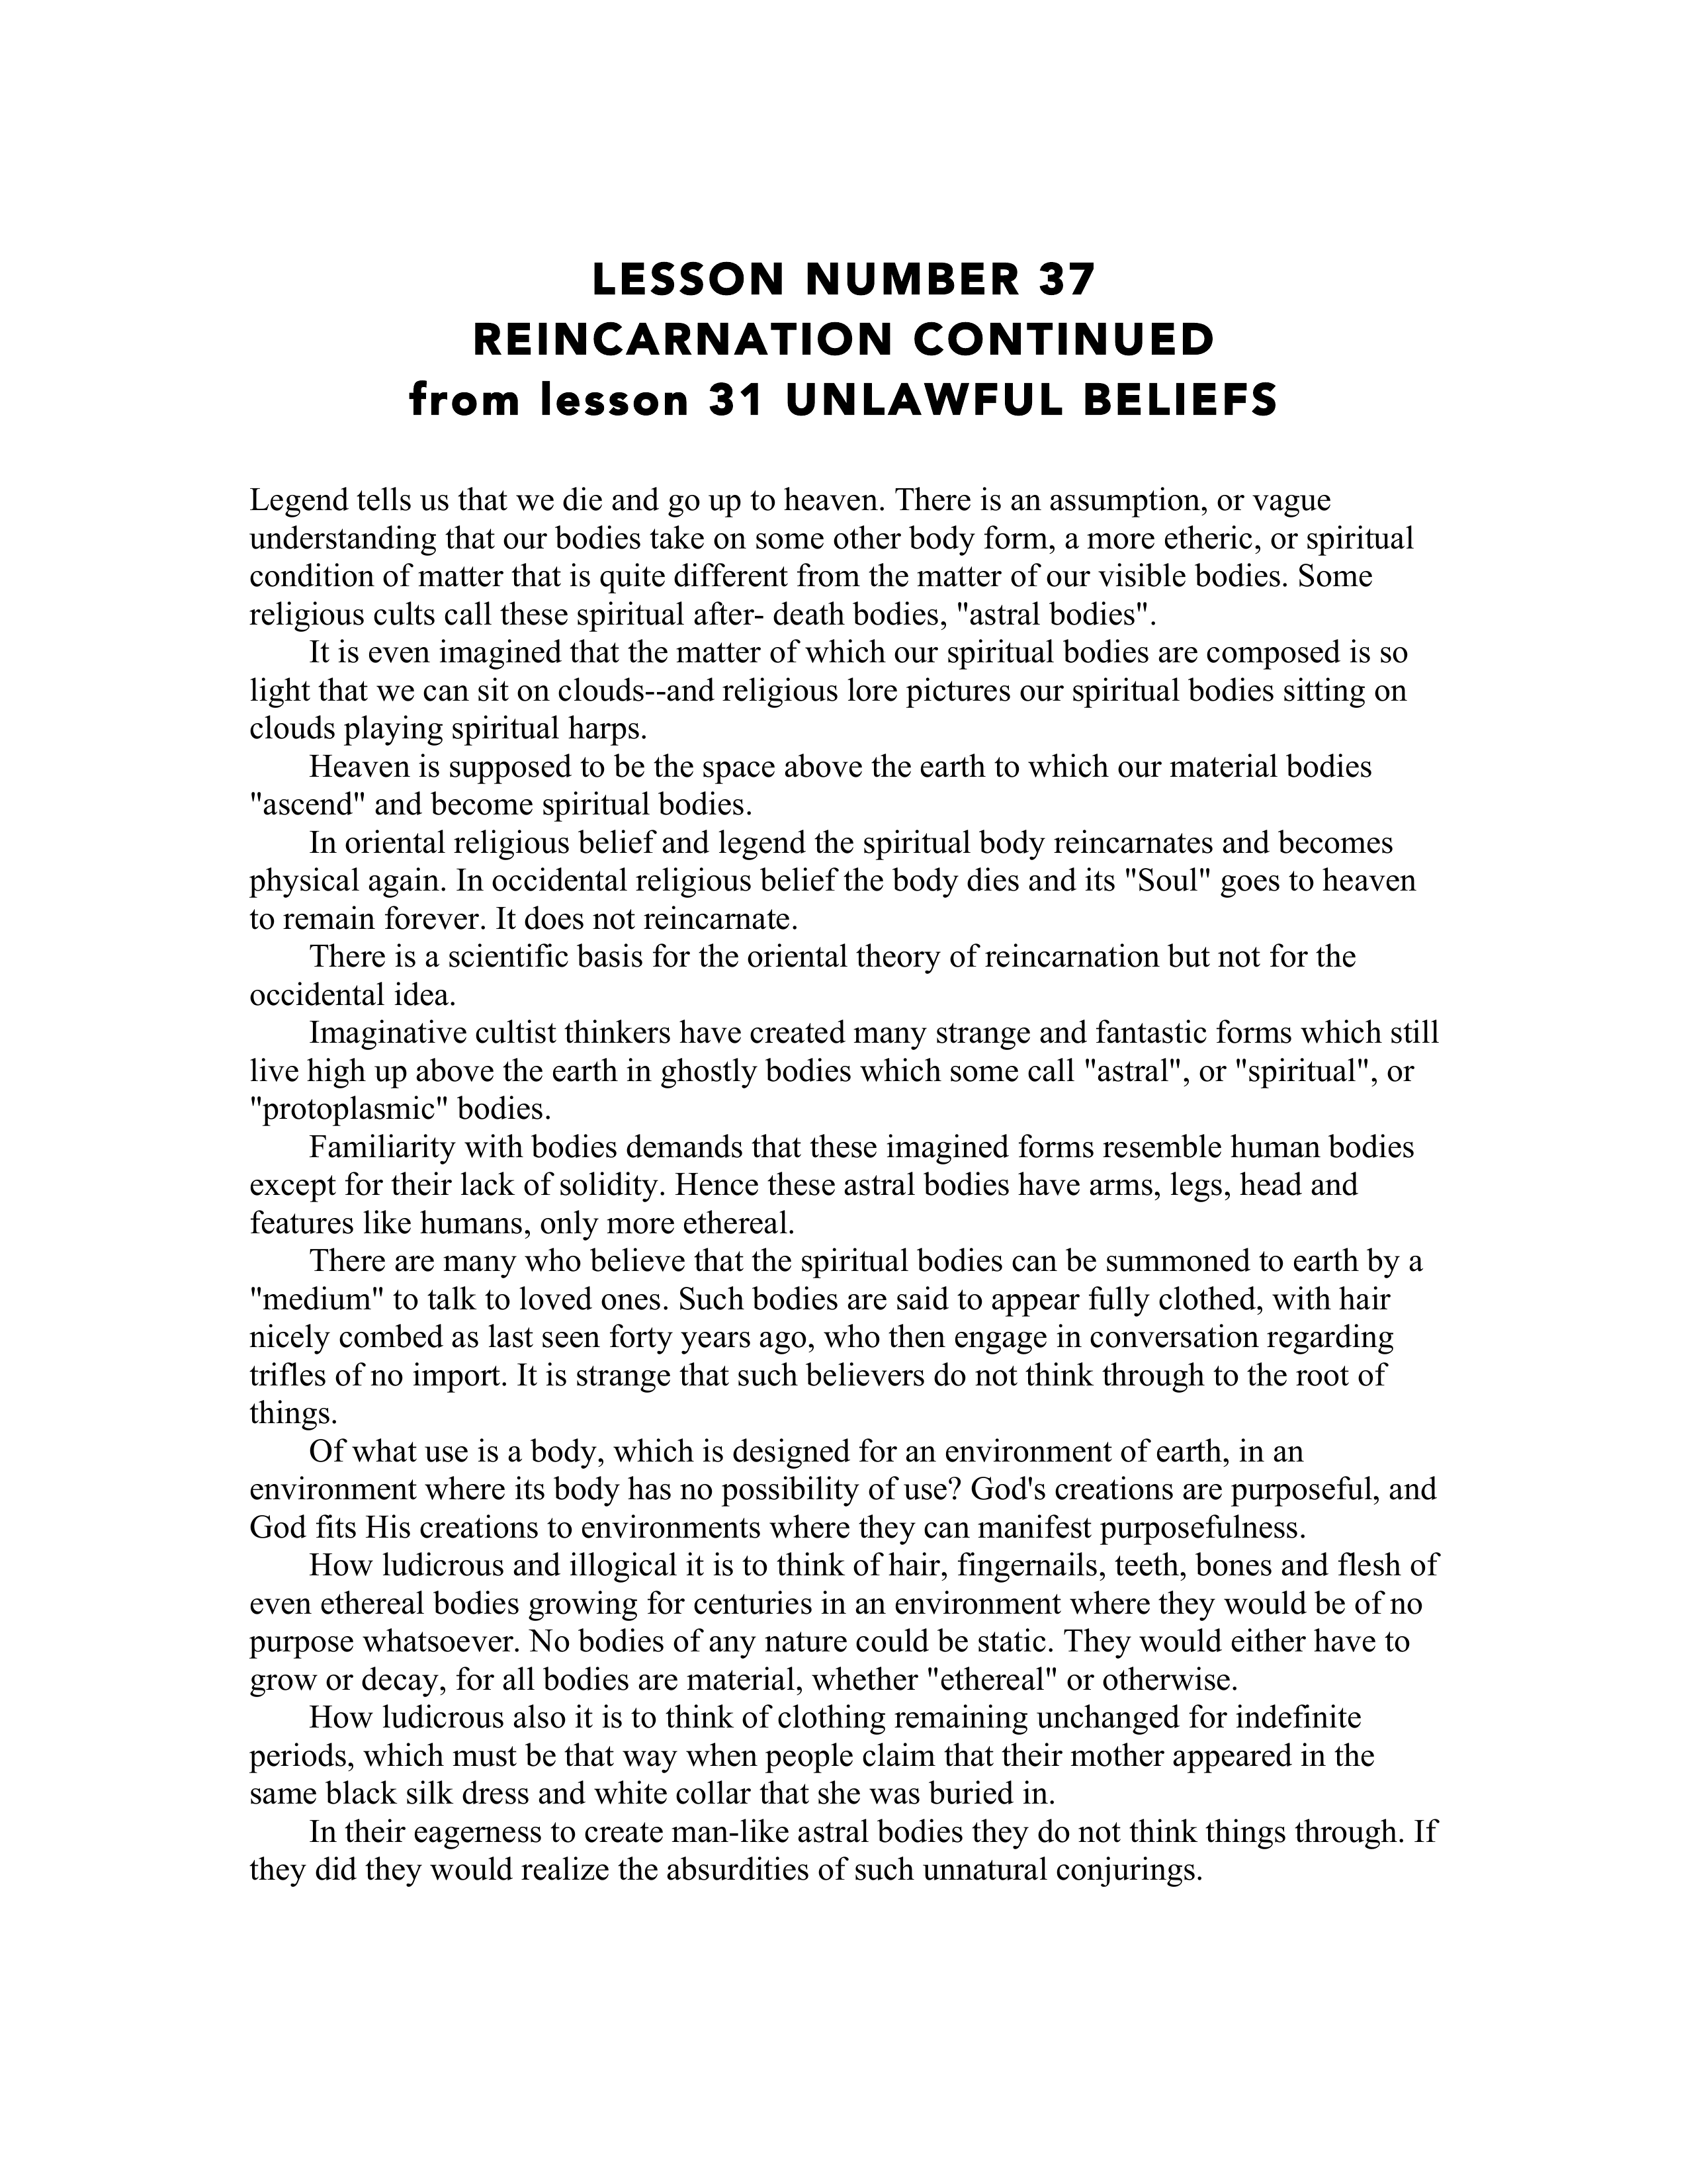 LESSON NUMBER 37
REINCARNATION CONTINUED
from lesson 31 UNLAWFUL BELIEFS
Legend tells us that we die and go up to heaven. There is an assumption, or vague
understanding that our bodies take on some other body form, a more etheric, or spiritual
condition of matter that is quite different from the matter of our visible bodies. Some
religious cults call these spiritual after- death bodies, "astral bodies".
It is even imagined that the matter of which our spiritual bodies are composed is so
light that we can sit on clouds--and religious lore pictures our spiritual bodies sitting on
clouds playing spiritual harps.
Heaven is supposed to be the space above the earth to which our material bodies
"ascend" and become spiritual bodies.
In oriental religious belief and legend the spiritual body reincarnates and becomes
physical again. In occidental religious belief the body dies and its "Soul" goes to heaven
to remain forever. It does not reincarnate.
There is a scientific basis for the oriental theory of reincarnation but not for the
occidental idea.
Imaginative cultist thinkers have created many strange and fantastic forms which still
live high up above the earth in ghostly bodies which some call "astral", or "spiritual", or
"protoplasmic" bodies.
Familiarity with bodies demands that these imagined forms resemble human bodies
except for their lack of solidity. Hence these astral bodies have arms, legs, head and
features like humans, only more ethereal.
There are many who believe that the spiritual bodies can be summoned to earth by a
"medium" to talk to loved ones. Such bodies are said to appear fully clothed, with hair
nicely combed as last seen forty years ago, who then engage in conversation regarding
trifles of no import. It is strange that such believers do not think through to the root of
things.
Of what use is a body, which is designed for an environment of earth, in an
environment where its body has no possibility of use? God's creations are purposeful, and
God fits His creations to environments where they can manifest purposefulness.
How ludicrous and illogical it is to think of hair, fingernails, teeth, bones and flesh of
even ethereal bodies growing for centuries in an environment where they would be of no
purpose whatsoever. No bodies of any nature could be static. They would either have to
grow or decay, for all bodies are material, whether "ethereal" or otherwise.
How ludicrous also it is to think of clothing remaining unchanged for indefinite
periods, which must be that way when people claim that their mother appeared in the
same black silk dress and white collar that she was buried in.
In their eagerness to create man-like astral bodies they do not think things through. If
they did they would realize the absurdities of such unnatural conjurings.